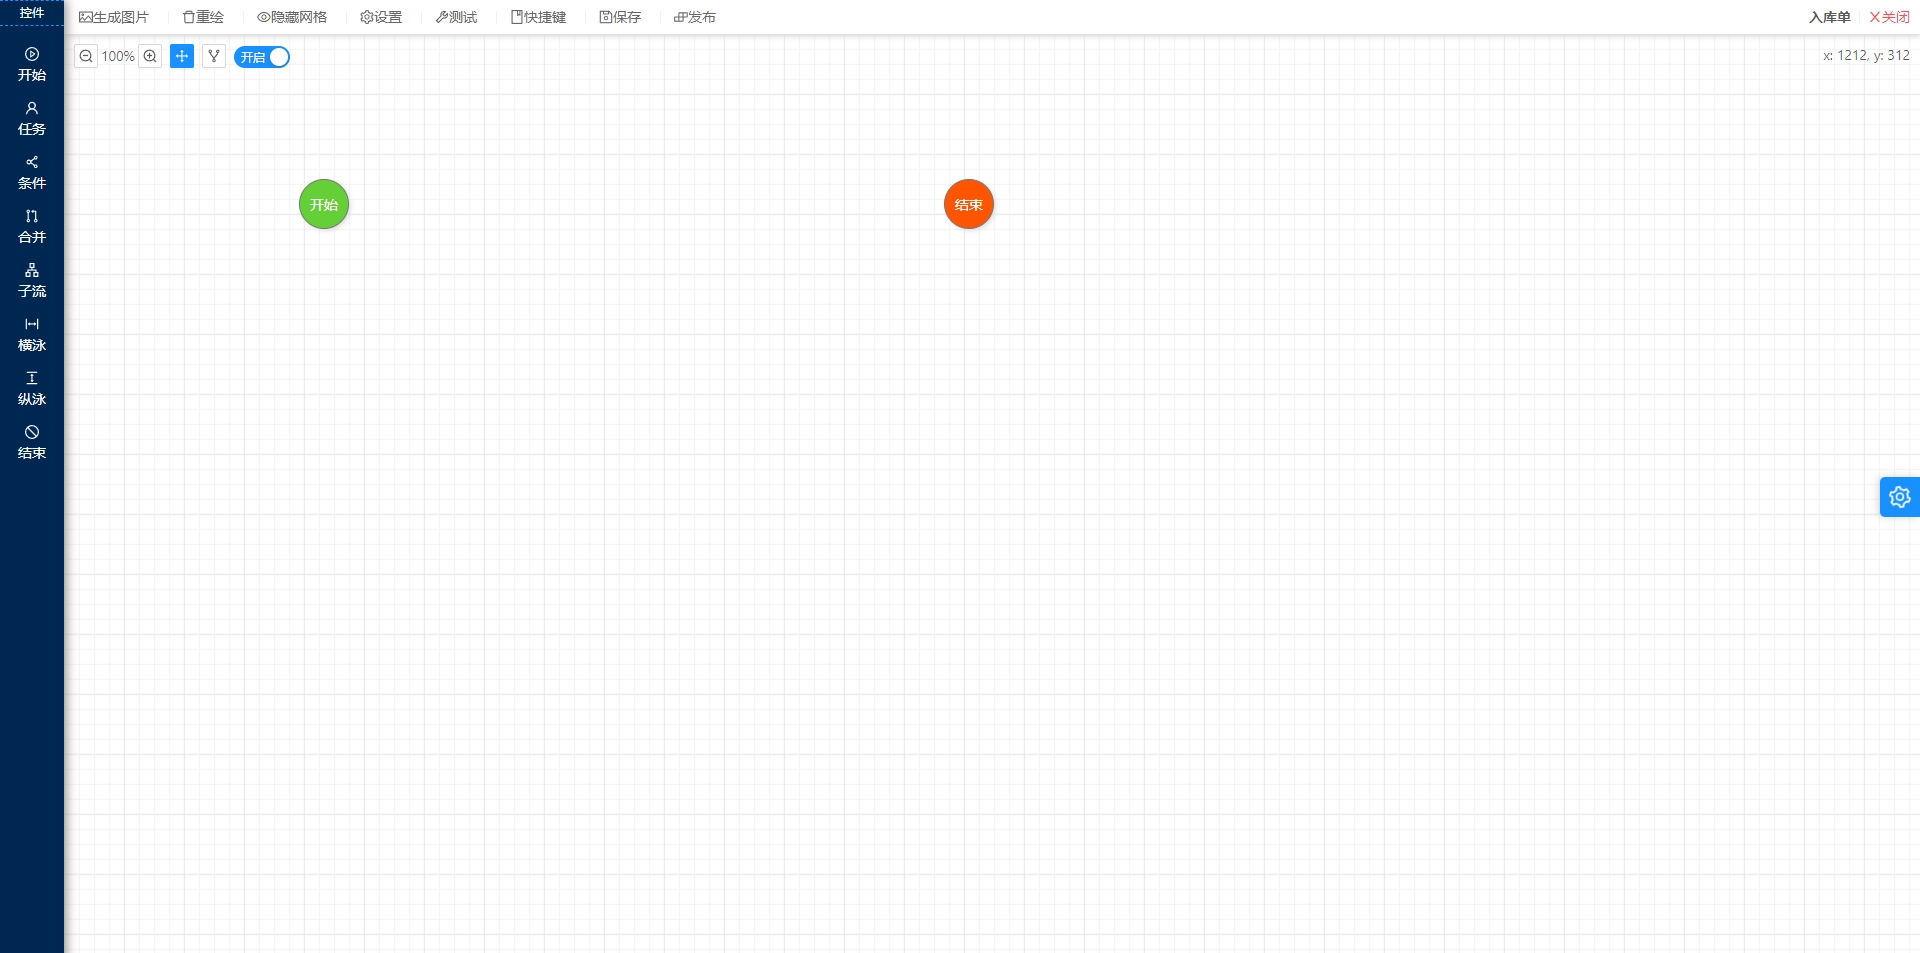 控件
生成图片 重绘 隐藏网格 设置 测试 快捷键 保存 发布 入库单 关闭
100% 开启 x: 1212, y: 312
开始
任务
条件
合并
子流
横泳
纵泳
结束
开始 结束